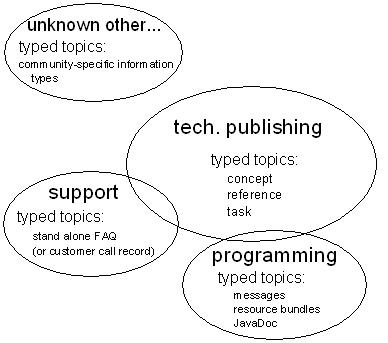 unknown other...
typed topics:
community-specific information
types
tech. publishing
typed topics:
concept
reference
task
support
typed topics:
stand alone FAQ
(or customer call record)
programming
typed topics:
messages
resource bundles
JavaDoc